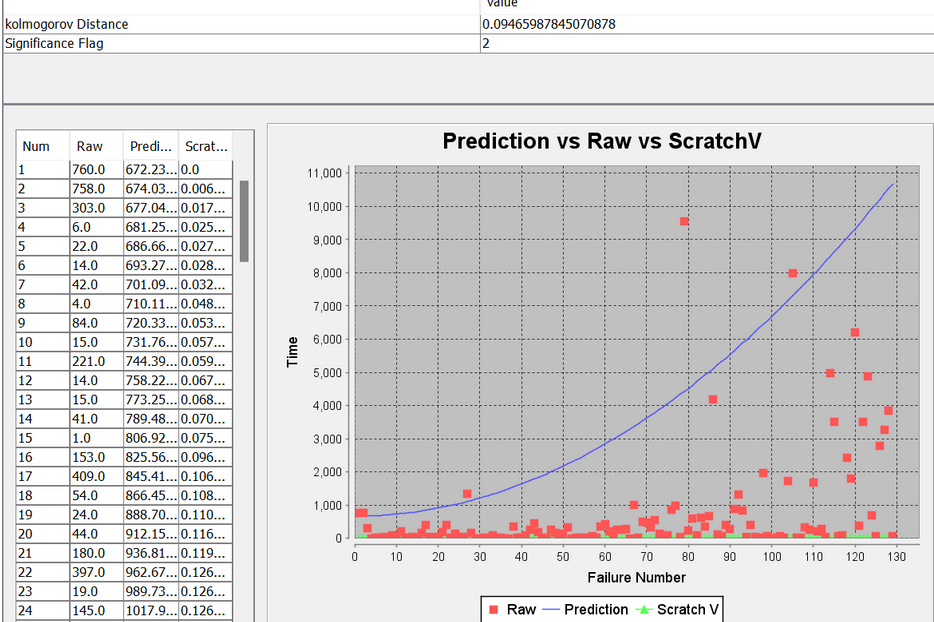 Value
kolmogorov Distance 0.09465987845070878
Significance Flag 2
Num Raw Predi... Scrat...
1 760.0 672.23... 0.0
2 758.0 674.03... 0.006...
3 303.0 677.04... 0.017...
4 6.0 681.25... 0.025...
5 22.0 686.66... 0.027...
6 14.0 693.27... 0.028...
7 42.0 701.09... 0.032...
8 4.0 710.11... 0.048...
9 84.0 720.33... 0.053...
10 15.0 731.76... 0.057...
11 221.0 744.39... 0.059...
12 14.0 758.22... 0.067...
13 15.0 773.25... 0.068...
14 41.0 789.48... 0.070...
15 1.0 806.92... 0.075...
16 153.0 825.56... 0.096...
17 409.0 845.41... 0.106...
18 54.0 866.45... 0.108...
19 24.0 888.70... 0.110...
20 44.0 912.15... 0.116...
21 180.0 936.81... 0.119...
22 397.0 962.67... 0.126...
23 19.0 989.73... 0.126...
24 145.0 1017.9... 0.126...
Prediction vs Raw vs ScratchV
11,000
10,000
9,000
8,000
7,000
6,000
5,000
4,000
3,000
2,000
1,000
0
Time
0 10 20 30 40 50 60 70 80 90 100 110 120 130
Failure Number
Raw Prediction Scratch V